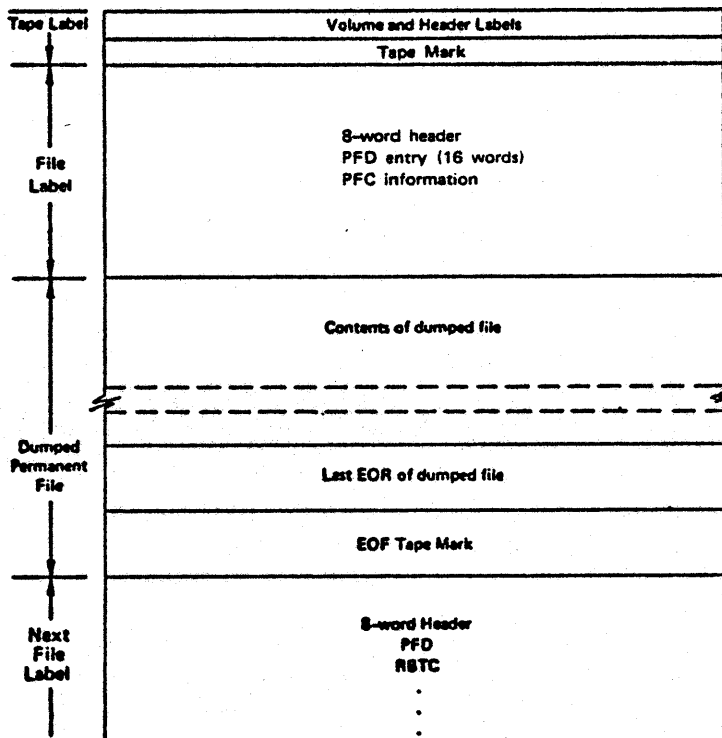 Tape Label
Volume and Header Labels
Tape Mark
File
Label
8-word header
PFD entry (16 words)
PFC information
Contents of dumped file
Dumped
Permanent
File
Last EOR of dumped file
EOF Tape Mark
Next
File
Label
8-word Header
PFD
RBTC